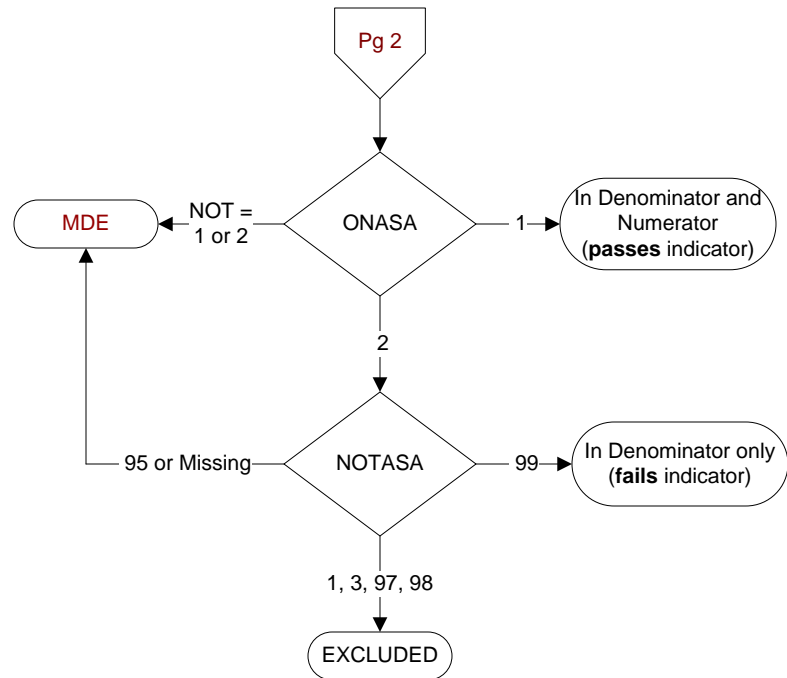 Pg 2
MDE
NOT =
1 or 2
ONASA
1
In Denominator and
Numerator
(passes indicator)
2
95 or Missing
NOTASA
99
In Denominator only
(fails indicator)
1, 3, 97, 98
EXCLUDED